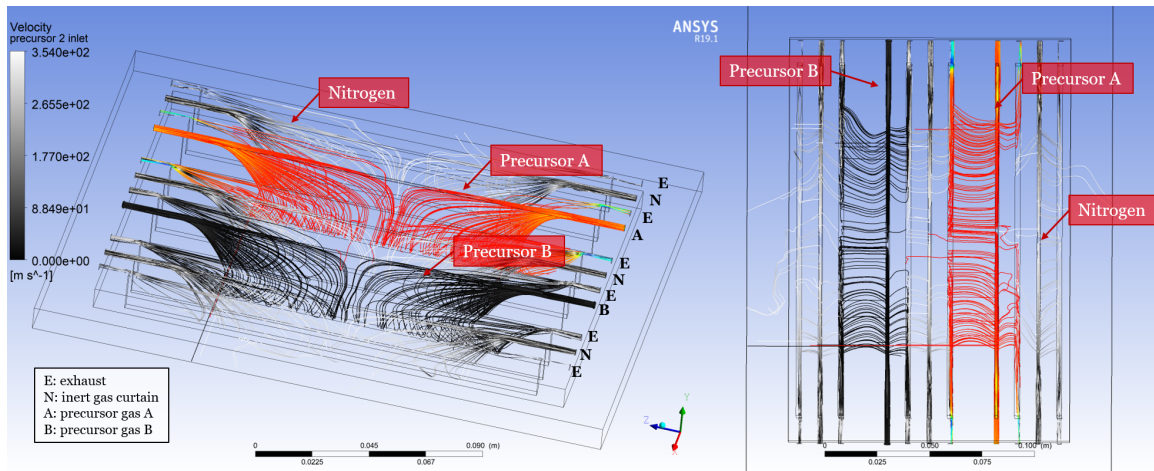 Velocity
precursor 2 inlet
3.540e+02
2.655e+02
1.770e+02
8.849e+01
0.000e+00
[m s^-1]
ANSYS
R19.1
Nitrogen
Precursor A
Precursor B
E
N
E
A
E
N
E
B
E
N
E
E: exhaust
N: inert gas curtain
A: precursor gas A
B: precursor gas B
0
0.045
0.090 (m)
0.0225
0.067
Z
Y
X
Precursor B
Precursor A
Nitrogen
0
0.050
0.100 (m)
0.025
0.075